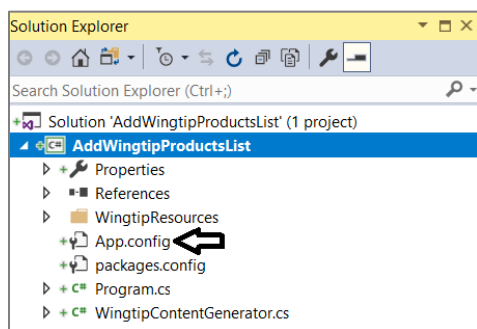 Solution Explorer
Search Solution Explorer (Ctrl+;)
Solution 'AddWingtipProductsList' (1 project)
C# AddWingtipProductsList
Properties
References
WingtipResources
App.config
packages.config
C# Program.cs
C# WingtipContentGenerator.cs